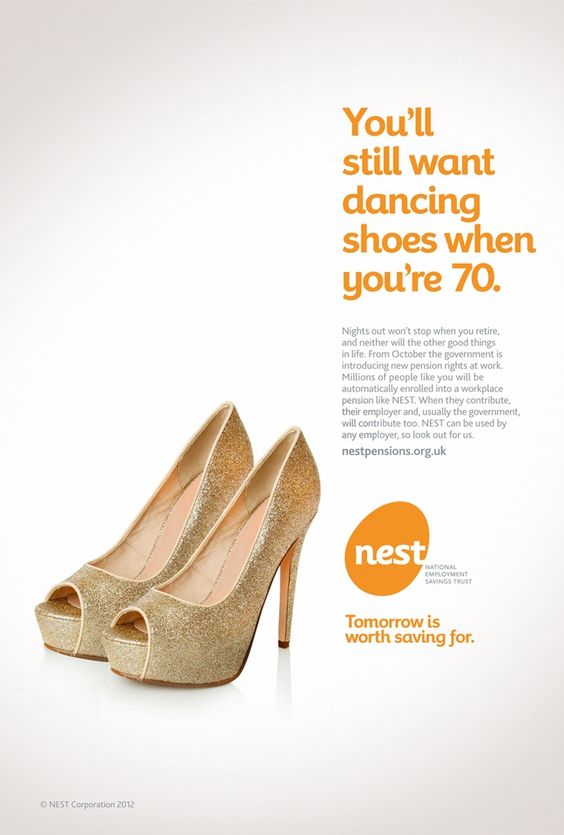 You'll
still want
dancing
shoes when
you're 70.
Nights out won't stop when you retire,
and neither will the other good things
in life. From October the government is
introducing new pension rights at work.
Millions of people like you will be
automatically enrolled into a workplace
pension like NEST. When they contribute,
their employer and, usually the government,
will contribute too. NEST can be used by
any employer, so look out for us.
nestpensions.org.uk
nest
NATIONAL
EMPLOYMENT
SAVINGS TRUST
Tomorrow is
worth saving for.
© NEST Corporation 2012